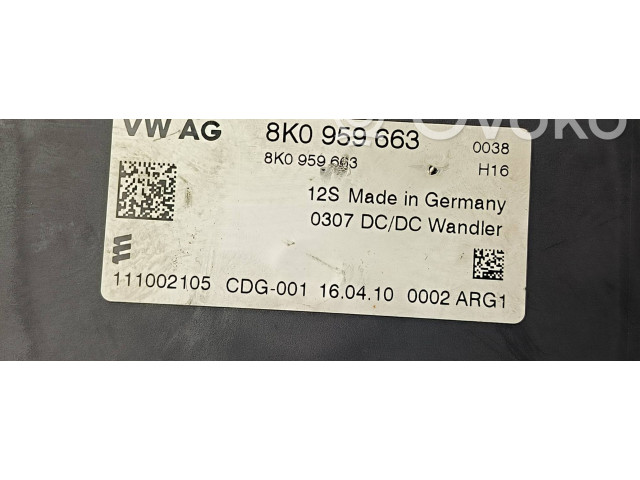 Ovoko
VW AG 8K0 959 663 0038
8K0 959 663 H16
12S Made in Germany
0307 DC/DC Wandler
111002105 CDG-001 16.04.10 0002 ARG1